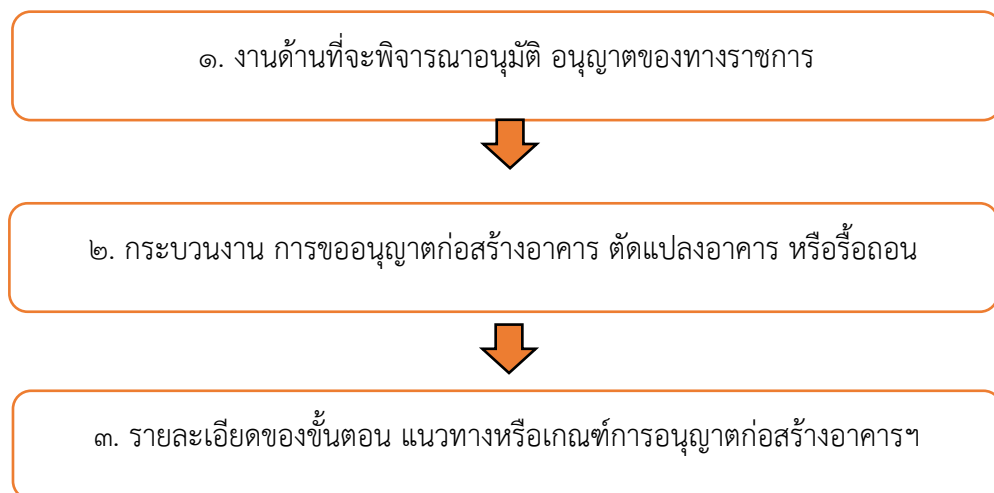 ๑. งานด้านที่จะพิจารณาอนุมัติ อนุญาตของทางราชการ
๒. กระบวนงาน การขออนุญาตก่อสร้างอาคาร ตัดแปลงอาคาร หรือรื้อถอน
๓. รายละเอียดของขั้นตอน แนวทางหรือเกณฑ์การอนุญาตก่อสร้างอาคารฯ